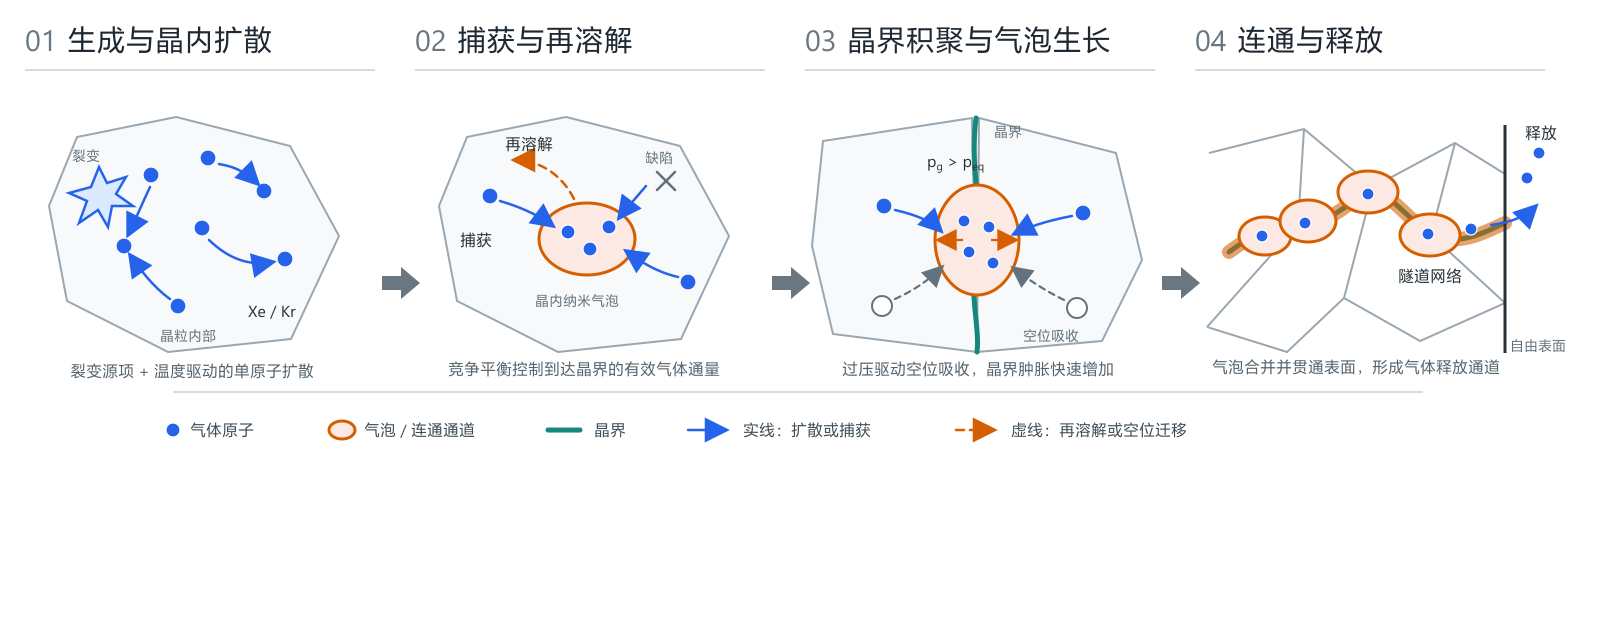 01 生成与晶内扩散
02 捕获与再溶解
03 晶界积聚与气泡生长
04 连通与释放
裂变
Xe / Kr
晶粒内部
裂变源项 + 温度驱动的单原子扩散
再溶解
缺陷
捕获
晶内纳米气泡
竞争平衡控制到达晶界的有效气体通量
晶界
pg > peq
空位吸收
过压驱动空位吸收，晶界肿胀快速增加
释放
隧道网络
自由表面
气泡合并并贯通表面，形成气体释放通道
气体原子
气泡 / 连通通道
晶界
实线：扩散或捕获
虚线：再溶解或空位迁移